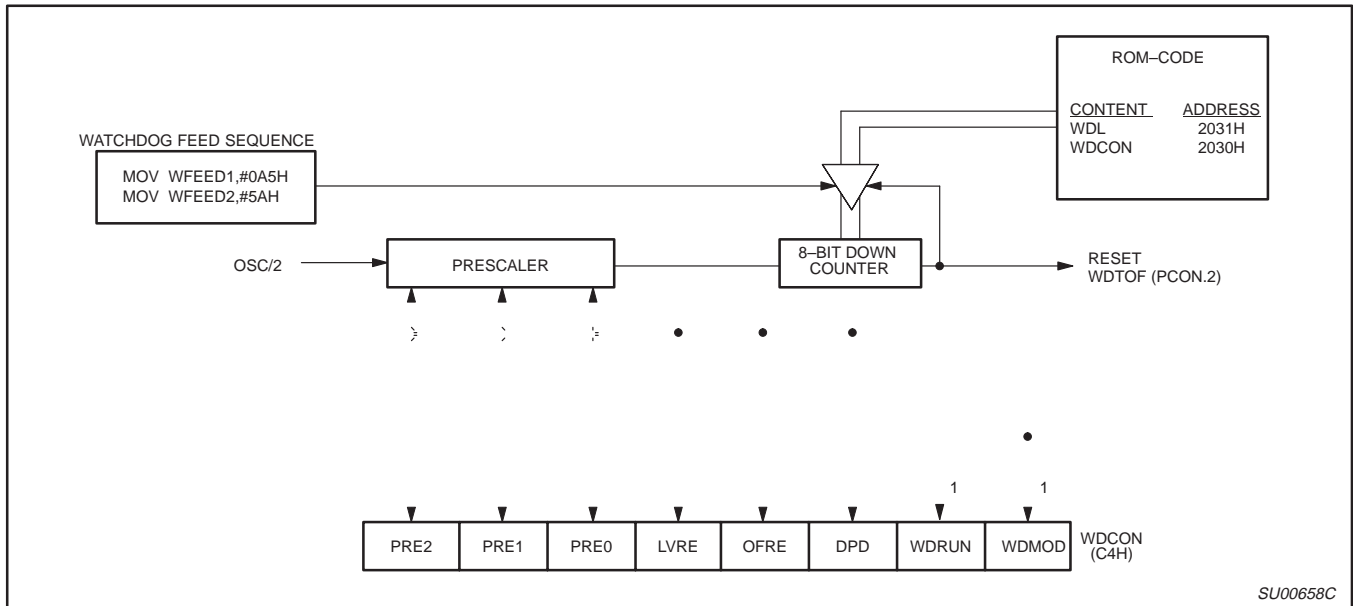 ROM–CODE
CONTENT ADDRESS
WDL 2031H
WDCON 2030H
WATCHDOG FEED SEQUENCE
MOV WFEED1,#0A5H
MOV WFEED2,#5AH
OSC/2
PRESCALER
8–BIT DOWN
COUNTER
RESET
WDTOF (PCON.2)
1 1
PRE2 PRE1 PRE0 LVRE OFRE DPD WDRUN WDMOD
WDCON
(C4H)
SU00658C